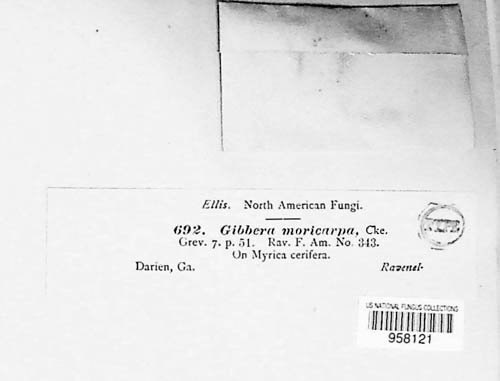 Ellis. North American Fungi.
692. Gibbera moricarpa, Cke.
Grev. 7. p. 51. Rav. F. Am. No. 343.
On Myrica cerifera.
Darien, Ga. Ravenel.
US NATIONAL FUNGUS COLLECTIONS
958121